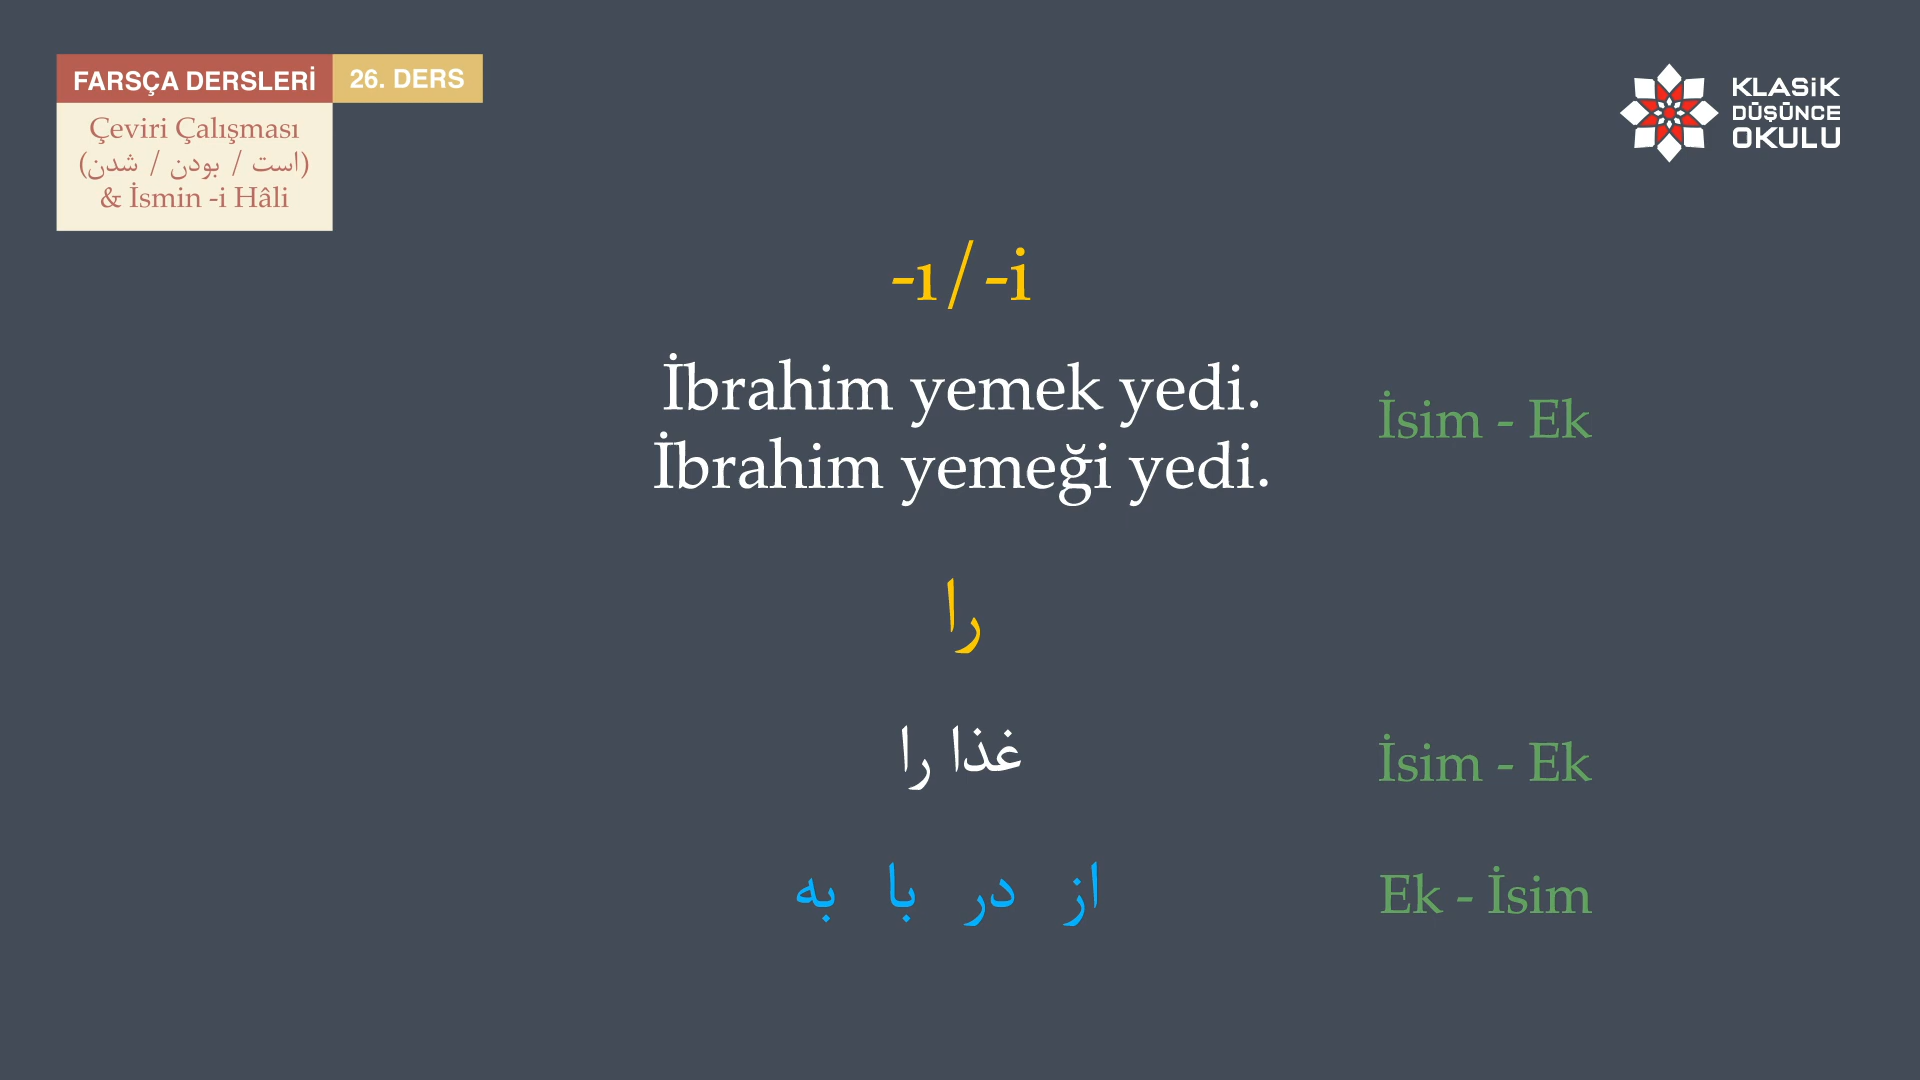 FARSÇA DERSLERİ 26. DERS
Çeviri Çalışması
(است / بودن / شدن)
& İsmin -i Hâli
KLASiK
DÜŞÜNCE
OKULU
-ı/-i
İbrahim yemek yedi.
İbrahim yemeği yedi.
İsim - Ek
را
غذا را
İsim - Ek
از در با به
Ek - İsim